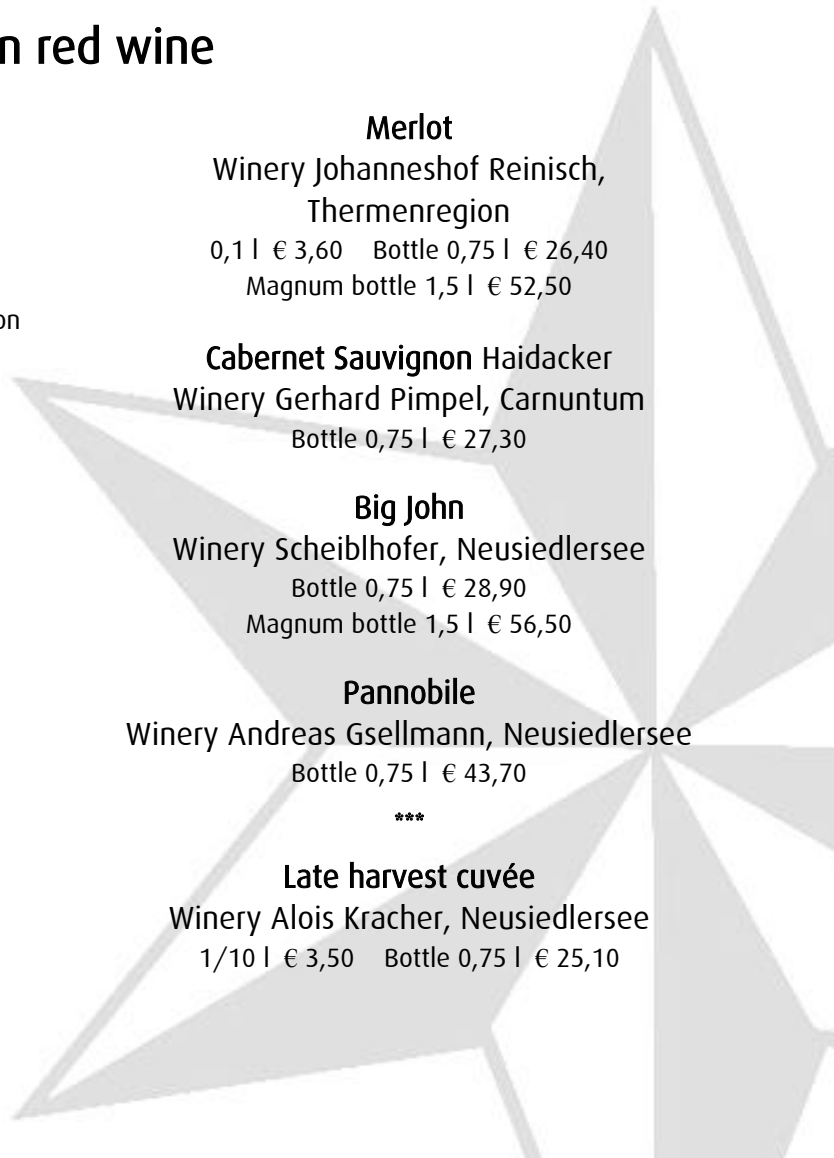 n red wine
Merlot
Winery Johanneshof Reinisch,
Thermenregion
0,1 l € 3,60 Bottle 0,75 l € 26,40
Magnum bottle 1,5 l € 52,50
on
Cabernet Sauvignon Haidacker
Winery Gerhard Pimpel, Carnuntum
Bottle 0,75 l € 27,30
Big John
Winery Scheiblhofer, Neusiedlersee
Bottle 0,75 l € 28,90
Magnum bottle 1,5 l € 56,50
Pannobile
Winery Andreas Gsellmann, Neusiedlersee
Bottle 0,75 l € 43,70
***
Late harvest cuvée
Winery Alois Kracher, Neusiedlersee
1/10 l € 3,50 Bottle 0,75 l € 25,10